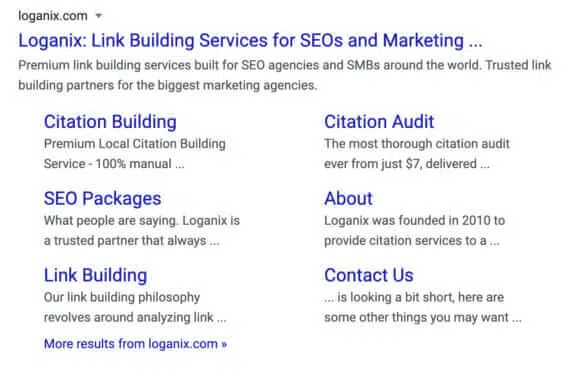 loganix.com
Loganix: Link Building Services for SEOs and Marketing ...
Premium link building services built for SEO agencies and SMBs around the world. Trusted link
building partners for the biggest marketing agencies.
Citation Building
Premium Local Citation Building
Service - 100% manual ...
Citation Audit
The most thorough citation audit
ever from just $7, delivered ...
SEO Packages
What people are saying. Loganix is
a trusted partner that always ...
About
Loganix was founded in 2010 to
provide citation services to a ...
Link Building
Our link building philosophy
revolves around analyzing link ...
Contact Us
... is looking a bit short, here are
some other things you may want ...
More results from loganix.com »